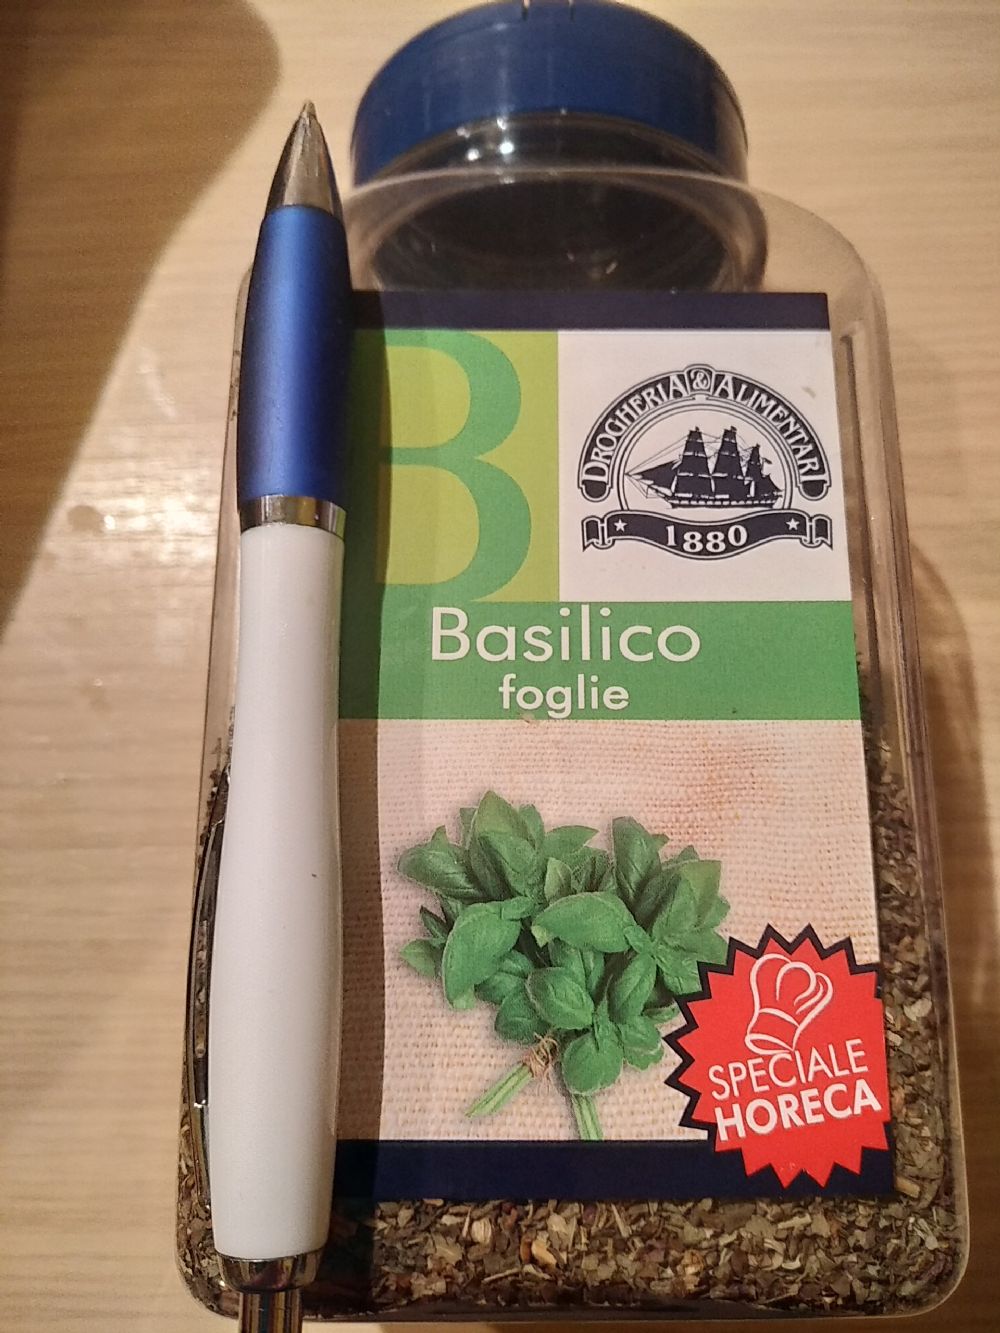 B
DROGHERIA & ALIMENTARI
1880
Basilico
foglie
SPECIALE
HORECA